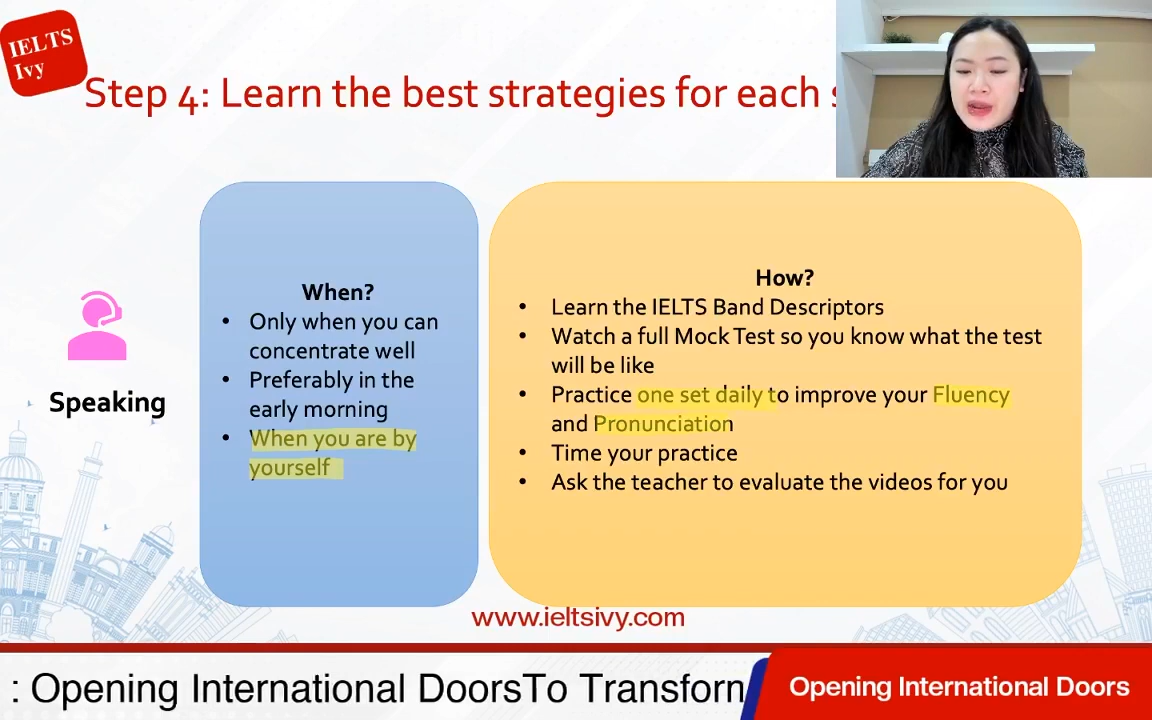 IELTS
Ivy
Step 4: Learn the best strategies for each
When?
• Only when you can
concentrate well
• Preferably in the
early morning
• When you are by
yourself
How?
• Learn the IELTS Band Descriptors
• Watch a full Mock Test so you know what the test
will be like
• Practice one set daily to improve your Fluency
and Pronunciation
• Time your practice
• Ask the teacher to evaluate the videos for you
Speaking
www.ieltsivy.com
: Opening International DoorsTo Transforn
Opening International Doors